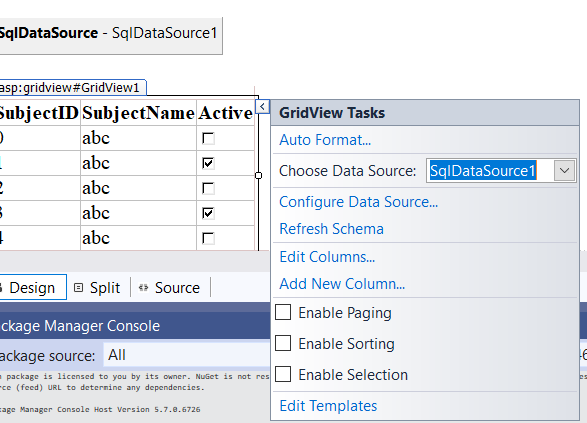 SqlDataSource - SqlDataSource1
asp:gridview#GridView1
SubjectID SubjectName Active
0 abc
1 abc
2 abc
3 abc
4 abc
GridView Tasks
Auto Format...
Choose Data Source: SqlDataSource1
Configure Data Source...
Refresh Schema
Edit Columns...
Add New Column...
Enable Paging
Enable Sorting
Enable Selection
Edit Templates
Design Split Source
Package Manager Console
Package source: All
package is licensed to you by its owner. NuGet is not res
(feed) URL to determine any dependencies.
Package Manager Console Host Version 5.7.0.6726